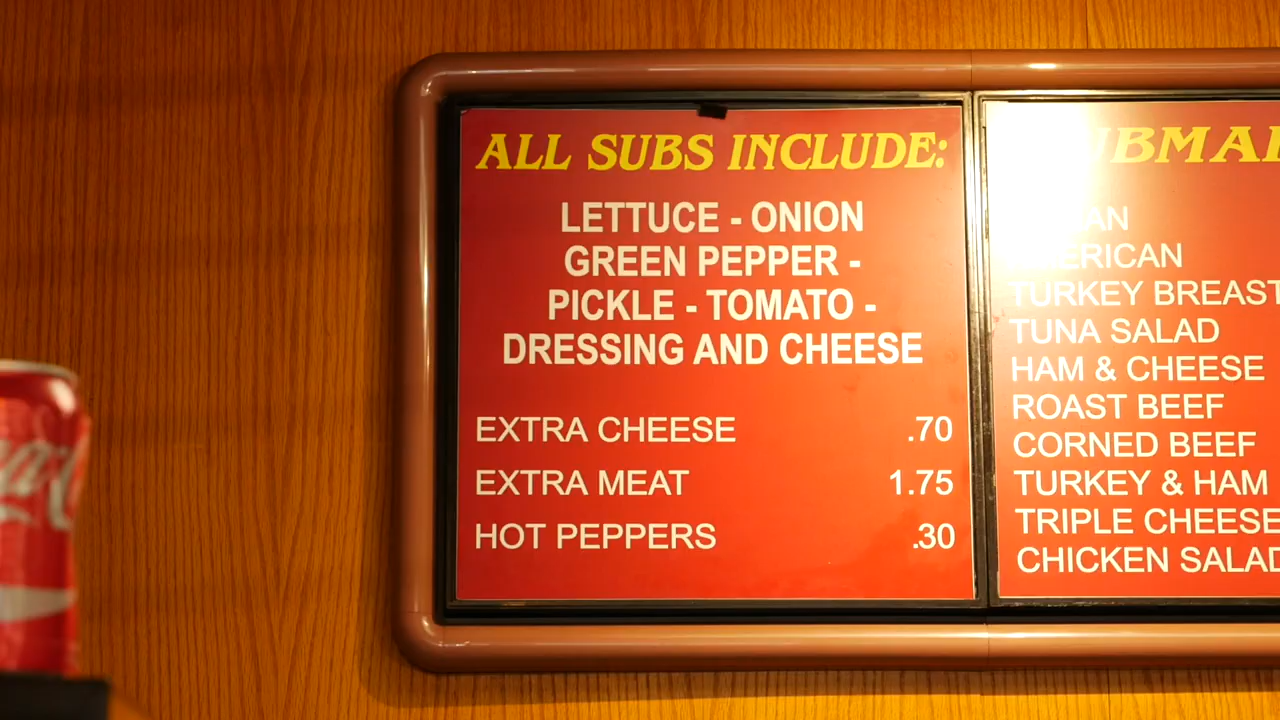 ALL SUBS INCLUDE:
LETTUCE - ONION
GREEN PEPPER -
PICKLE - TOMATO -
DRESSING AND CHEESE
EXTRA CHEESE .70
EXTRA MEAT 1.75
HOT PEPPERS .30
TURKEY BREAST
TUNA SALAD
HAM & CHEESE
ROAST BEEF
CORNED BEEF
TURKEY & HAM
TRIPLE CHEESE
CHICKEN SALAD